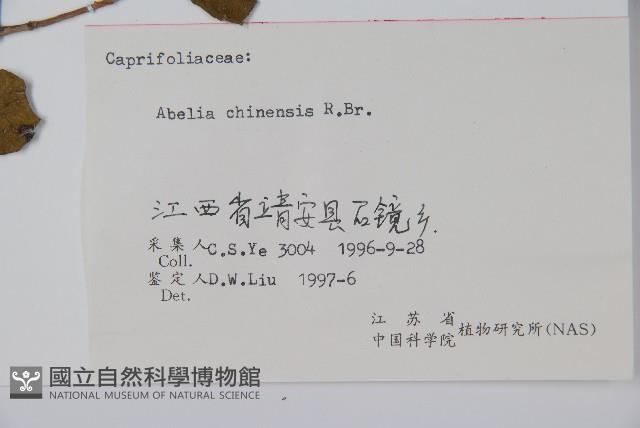 Caprifoliaceae:
Abelia chinensis R.Br.
江西省靖安县石镜乡.
采集人C.S.Ye 3004 1996-9-28
Coll.
鉴定人D.W.Liu 1997-6
Det.
江苏省
中国科学院植物研究所(NAS)
國立自然科學博物館
NATIONAL MUSEUM OF NATURAL SCIENCE